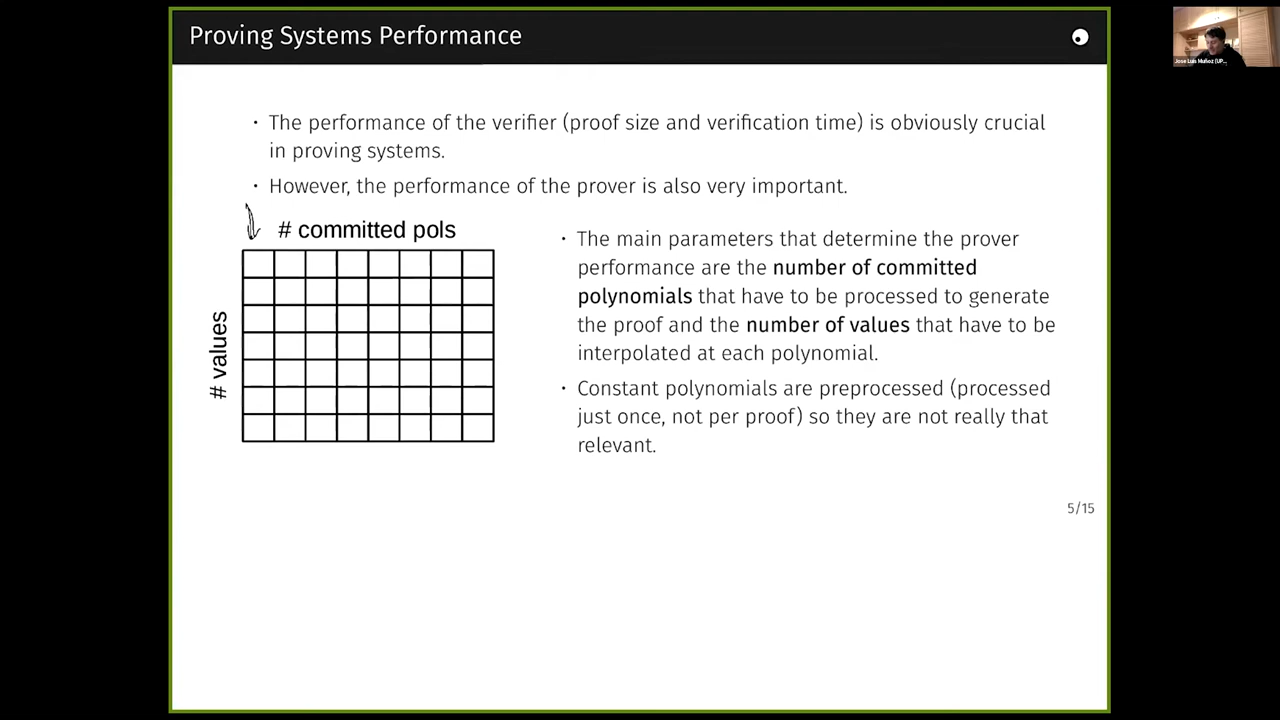 Proving Systems Performance
Jose Luis Muñoz (UP...
· The performance of the verifier (proof size and verification time) is obviously crucial
in proving systems.
· However, the performance of the prover is also very important.
# committed pols
# values
· The main parameters that determine the prover
performance are the number of committed
polynomials that have to be processed to generate
the proof and the number of values that have to be
interpolated at each polynomial.
· Constant polynomials are preprocessed (processed
just once, not per proof) so they are not really that
relevant.
5/15